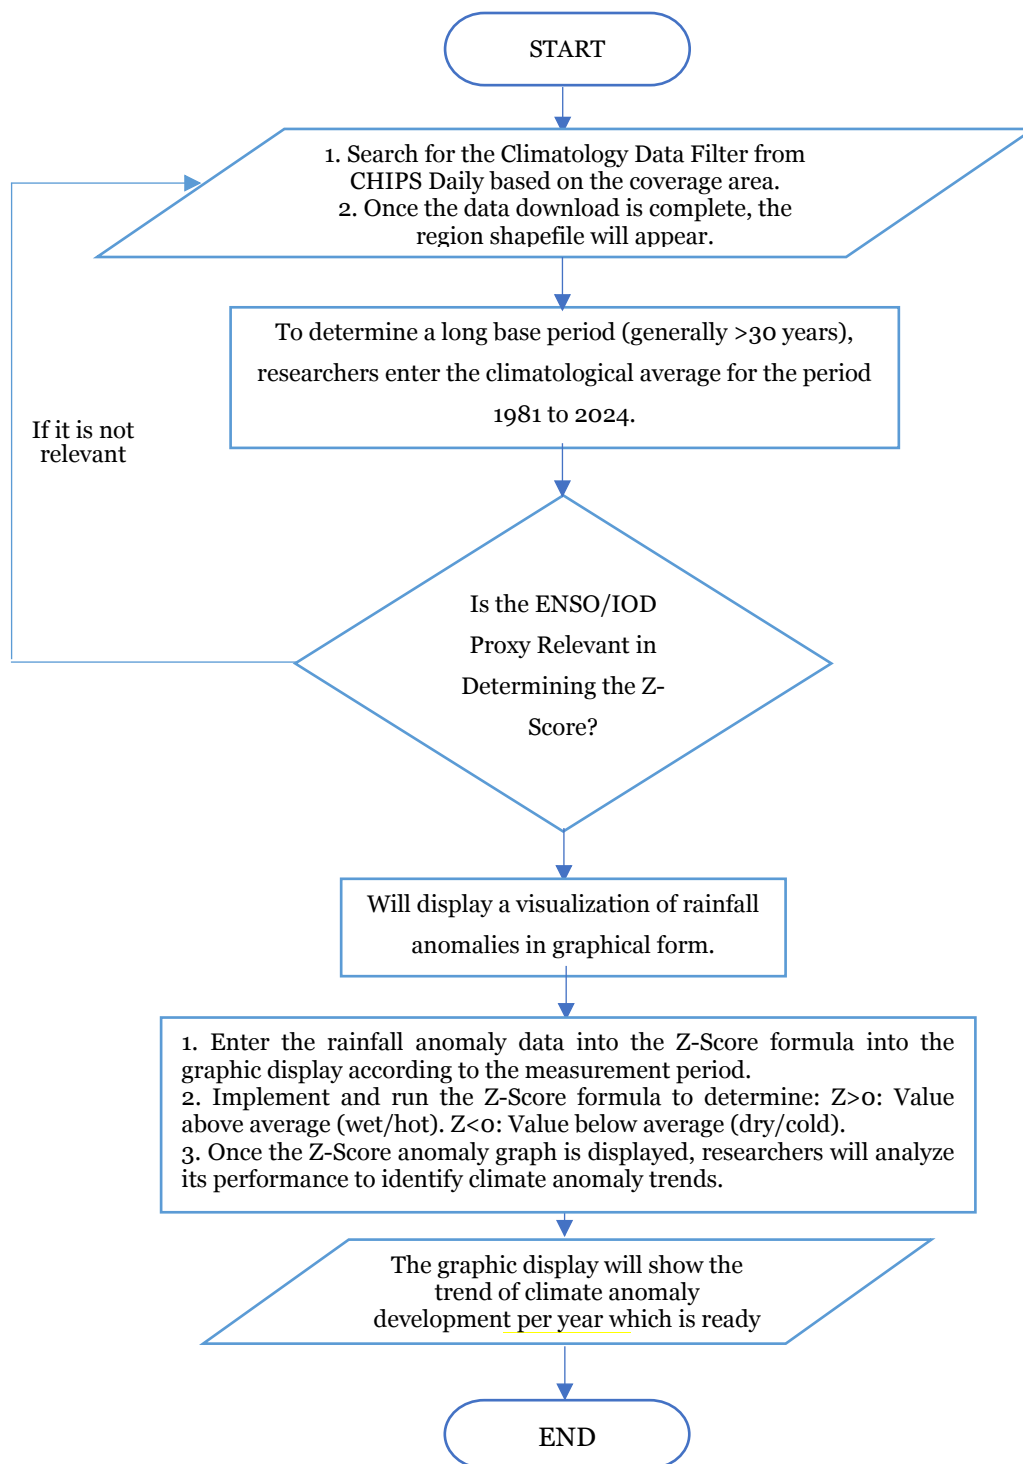 START
1. Search for the Climatology Data Filter from
CHIPS Daily based on the coverage area.
2. Once the data download is complete, the
region shapefile will appear.
To determine a long base period (generally >30 years),
researchers enter the climatological average for the period
1981 to 2024.
If it is not
relevant
Is the ENSO/IOD
Proxy Relevant in
Determining the Z-
Score?
Will display a visualization of rainfall
anomalies in graphical form.
1. Enter the rainfall anomaly data into the Z-Score formula into the
graphic display according to the measurement period.
2. Implement and run the Z-Score formula to determine: Z>0: Value
above average (wet/hot). Z<0: Value below average (dry/cold).
3. Once the Z-Score anomaly graph is displayed, researchers will analyze
its performance to identify climate anomaly trends.
The graphic display will show the
trend of climate anomaly
development per year which is ready
END